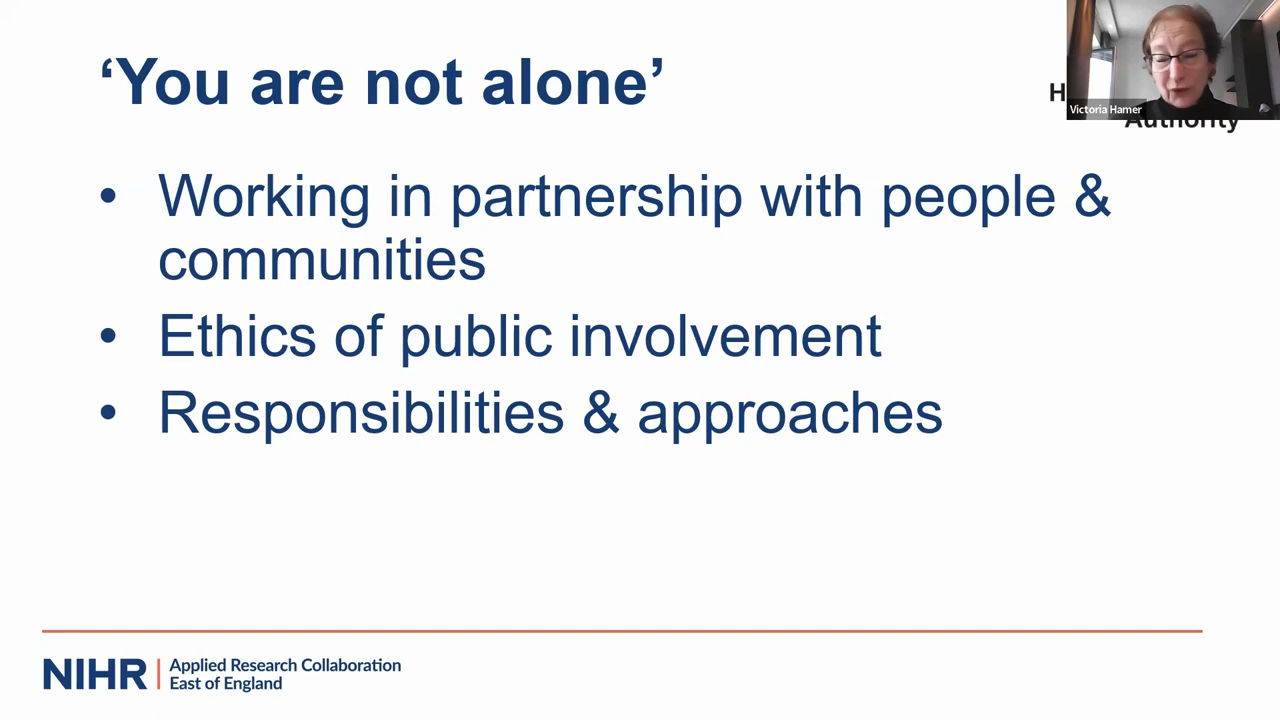 ‘You are not alone’
Victoria Hamer
Authority
• Working in partnership with people &
communities
• Ethics of public involvement
• Responsibilities & approaches
NIHR
Applied Research Collaboration
East of England